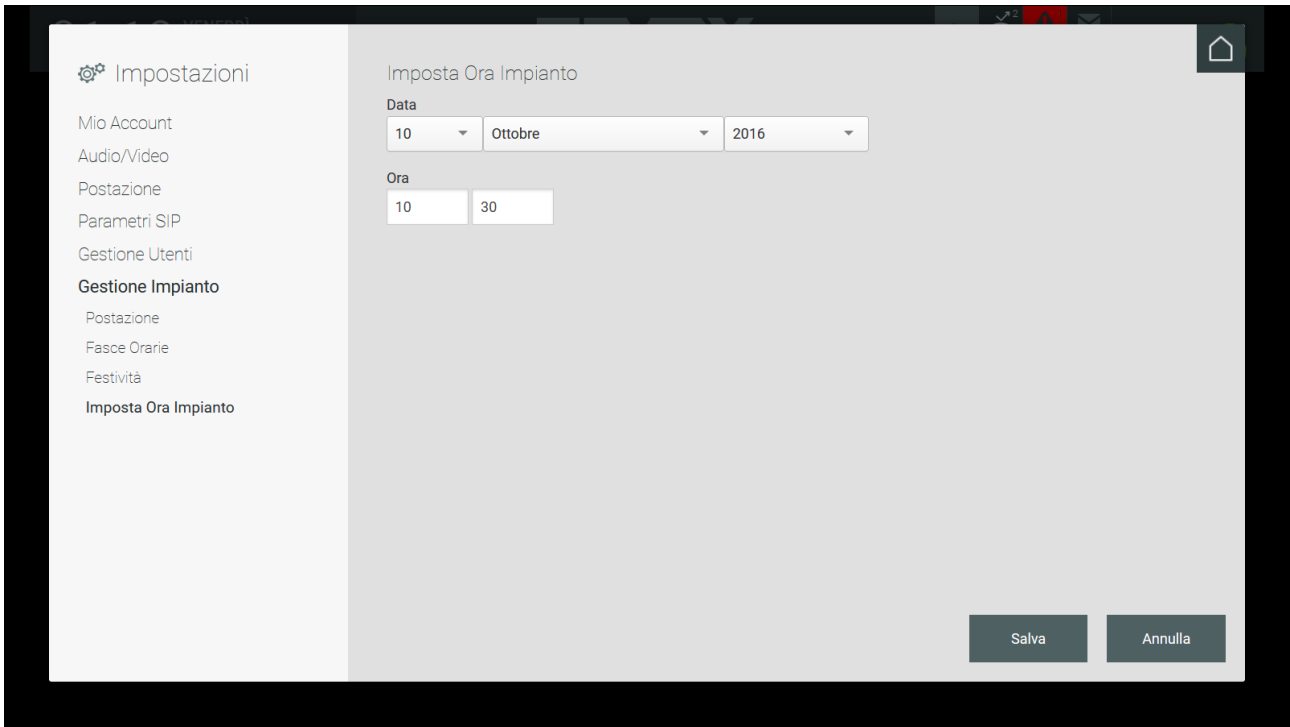 Impostazioni
Mio Account
Audio/Video
Postazione
Parametri SIP
Gestione Utenti
Gestione Impianto
Postazione
Fasce Orarie
Festività
Imposta Ora Impianto
Imposta Ora Impianto
Data
10 Ottobre 2016
Ora
10 30
Salva Annulla